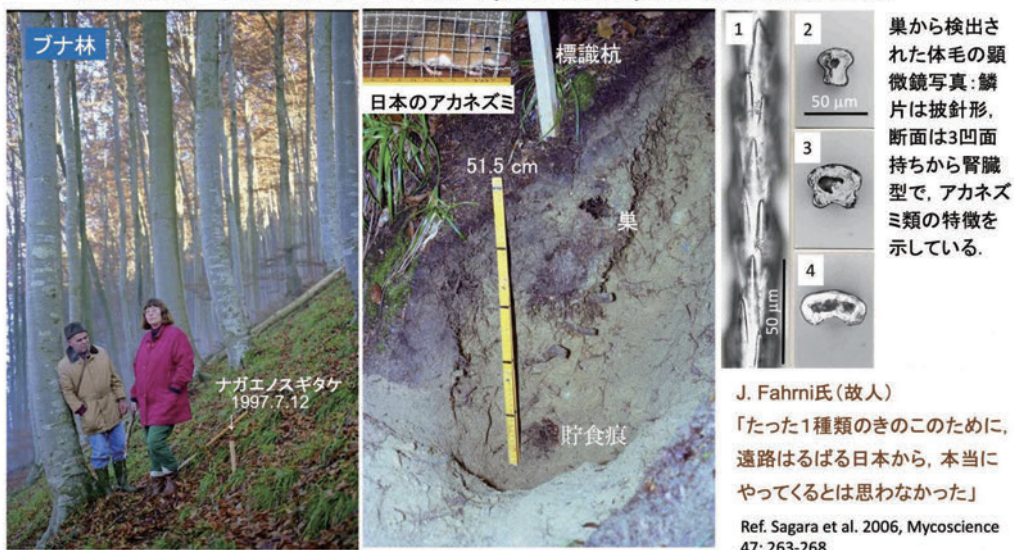 ブナ林
ナガエノスギタケ
1997.7.12
日本のアカネズミ
標識杭
51.5 cm
巣
貯食痕
1
2
50 μm
3
4
50 μm
巣から検出さ
れた体毛の顕
微鏡写真：鱗
片は披針形，
断面は3凹面
持ちから腎臓
型で，アカネズ
ミ類の特徴を
示している．
J. Fahrni氏（故人）
「たった1種類のきのこのために，
遠路はるばる日本から，本当に
やってくるとは思わなかった」
Ref. Sagara et al. 2006, Mycoscience
47: 263-268